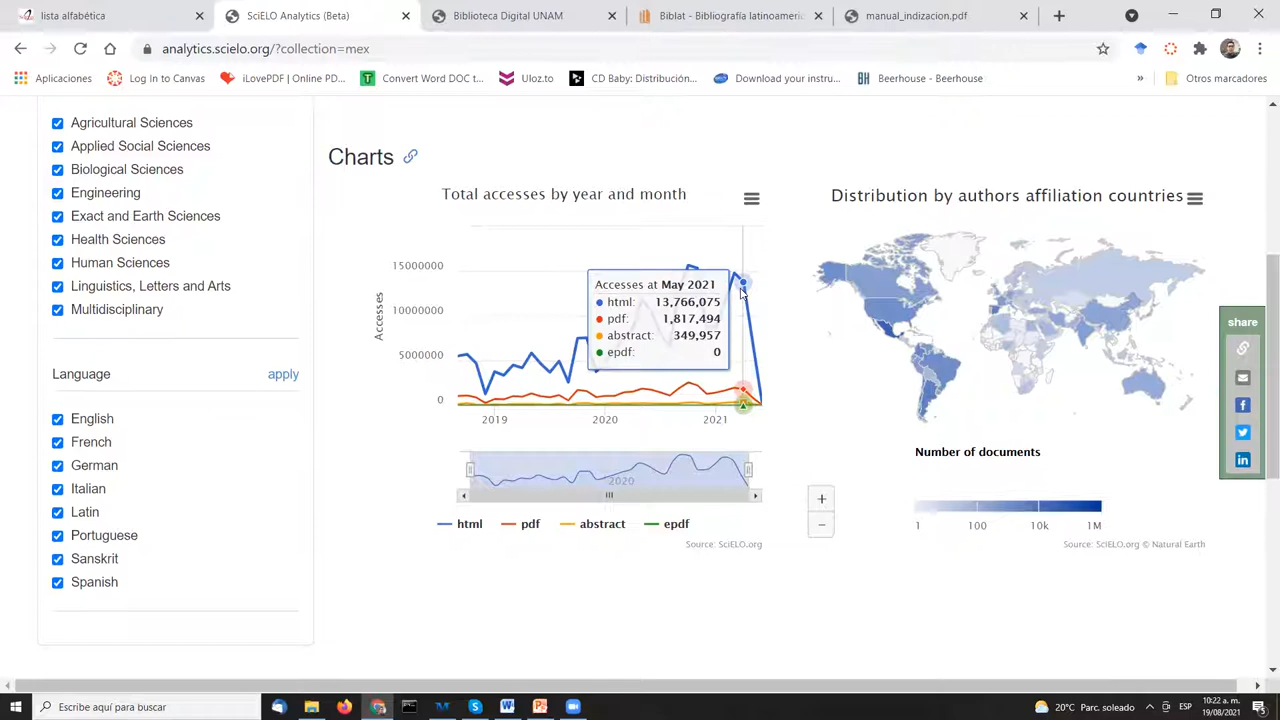 lista alfabética
SciELO Analytics (Beta)
Biblioteca Digital UNAM
Biblat - Bibliografía latinoameric
manual_indizacion.pdf
analytics.scielo.org/?collection=mex
Aplicaciones
Log In to Canvas
iLovePDF | Online PD...
Convert Word DOC t...
Uloz.to
CD Baby: Distribución...
Download your instru...
Beerhouse - Beerhouse
»
Otros marcadores
Agricultural Sciences
Applied Social Sciences
Biological Sciences
Engineering
Exact and Earth Sciences
Health Sciences
Human Sciences
Linguistics, Letters and Arts
Multidisciplinary
Language
apply
English
French
German
Italian
Latin
Portuguese
Sanskrit
Spanish
Charts
Total accesses by year and month
Accesses
15000000
10000000
5000000
0
Accesses at May 2021
html: 13,766,075
pdf: 1,817,494
abstract: 349,957
epdf: 0
2019
2020
2021
2020
html
pdf
abstract
epdf
Source: SciELO.org
Distribution by authors affiliation countries
+
−
Number of documents
1
100
10k
1M
Source: SciELO.org © Natural Earth
share
Escribe aquí para buscar
20°C Parc. soleado
ESP
10:22 a. m.
19/08/2021